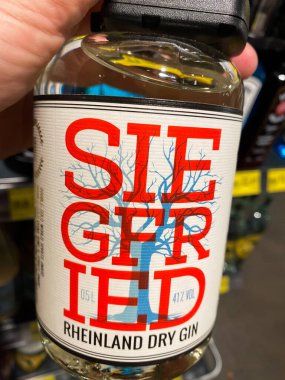 SIE
GFR
IED
0,5 L
41% VOL.
RHEINLAND DRY GIN